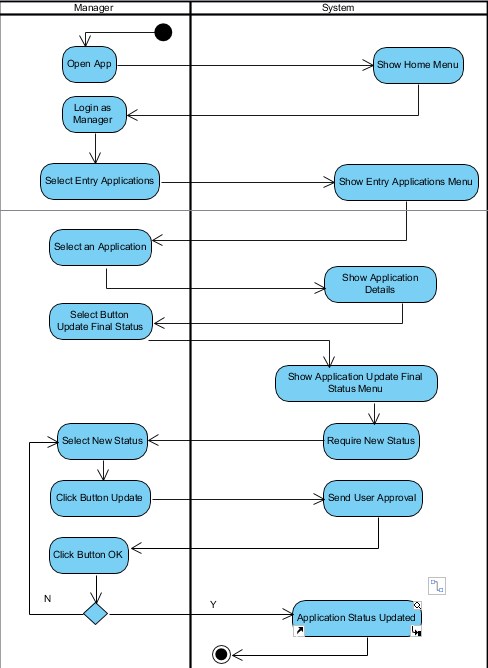 Manager
System
Open App
Show Home Menu
Login as
Manager
Select Entry Applications
Show Entry Applications Menu
Select an Application
Show Application
Details
Select Button
Update Final Status
Show Application Update Final
Status Menu
Select New Status
Require New Status
Click Button Update
Send User Approval
Click Button OK
N
Y
Application Status Updated